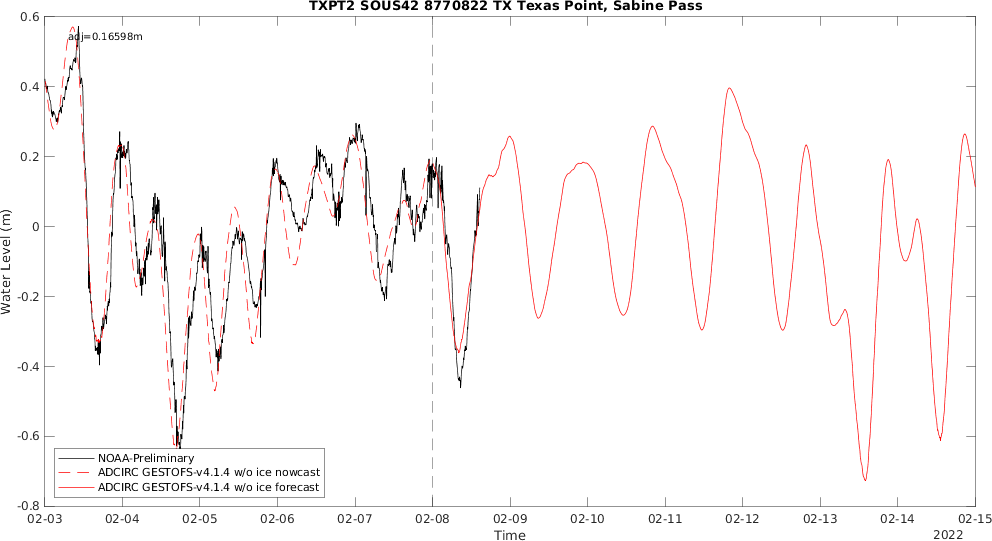 TXPT2 SOUS42 8770822 TX Texas Point, Sabine Pass
adj=0.16598m
0.6
0.4
0.2
0
-0.2
-0.4
-0.6
-0.8
Water Level (m)
NOAA-Preliminary
ADCIRC GESTOFS-v4.1.4 w/o ice nowcast
ADCIRC GESTOFS-v4.1.4 w/o ice forecast
02-03 02-04 02-05 02-06 02-07 02-08 02-09 02-10 02-11 02-12 02-13 02-14 02-15
Time
2022